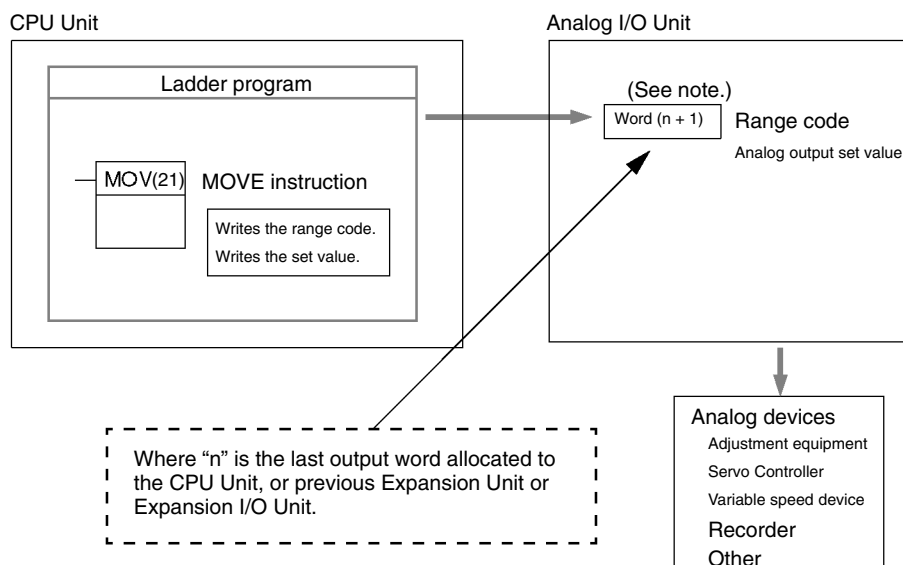 CPU Unit
Analog I/O Unit
Ladder program
(See note.)
Word (n + 1)
Range code
Analog output set value
MOV(21)
MOVE instruction
Writes the range code.
Writes the set value.
Where “n” is the last output word allocated to
the CPU Unit, or previous Expansion Unit or
Expansion I/O Unit.
Analog devices
Adjustment equipment
Servo Controller
Variable speed device
Recorder
Other